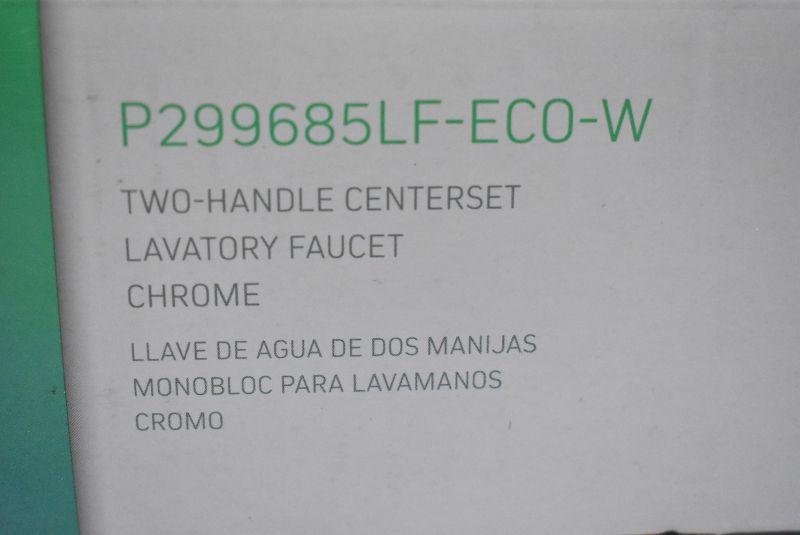 P299685LF-ECO-W
TWO-HANDLE CENTERSET
LAVATORY FAUCET
CHROME
LLAVE DE AGUA DE DOS MANIJAS
MONOBLOC PARA LAVAMANOS
CROMO